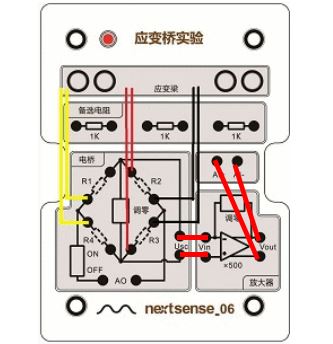 应变桥实验
应变梁
备选电阻
1K 1K 1K
电桥
R1 R2
调零
R4 R3
ON
OFF
AO
Usc
Vin
调零
Vout
×500
放大器
nextsense_06